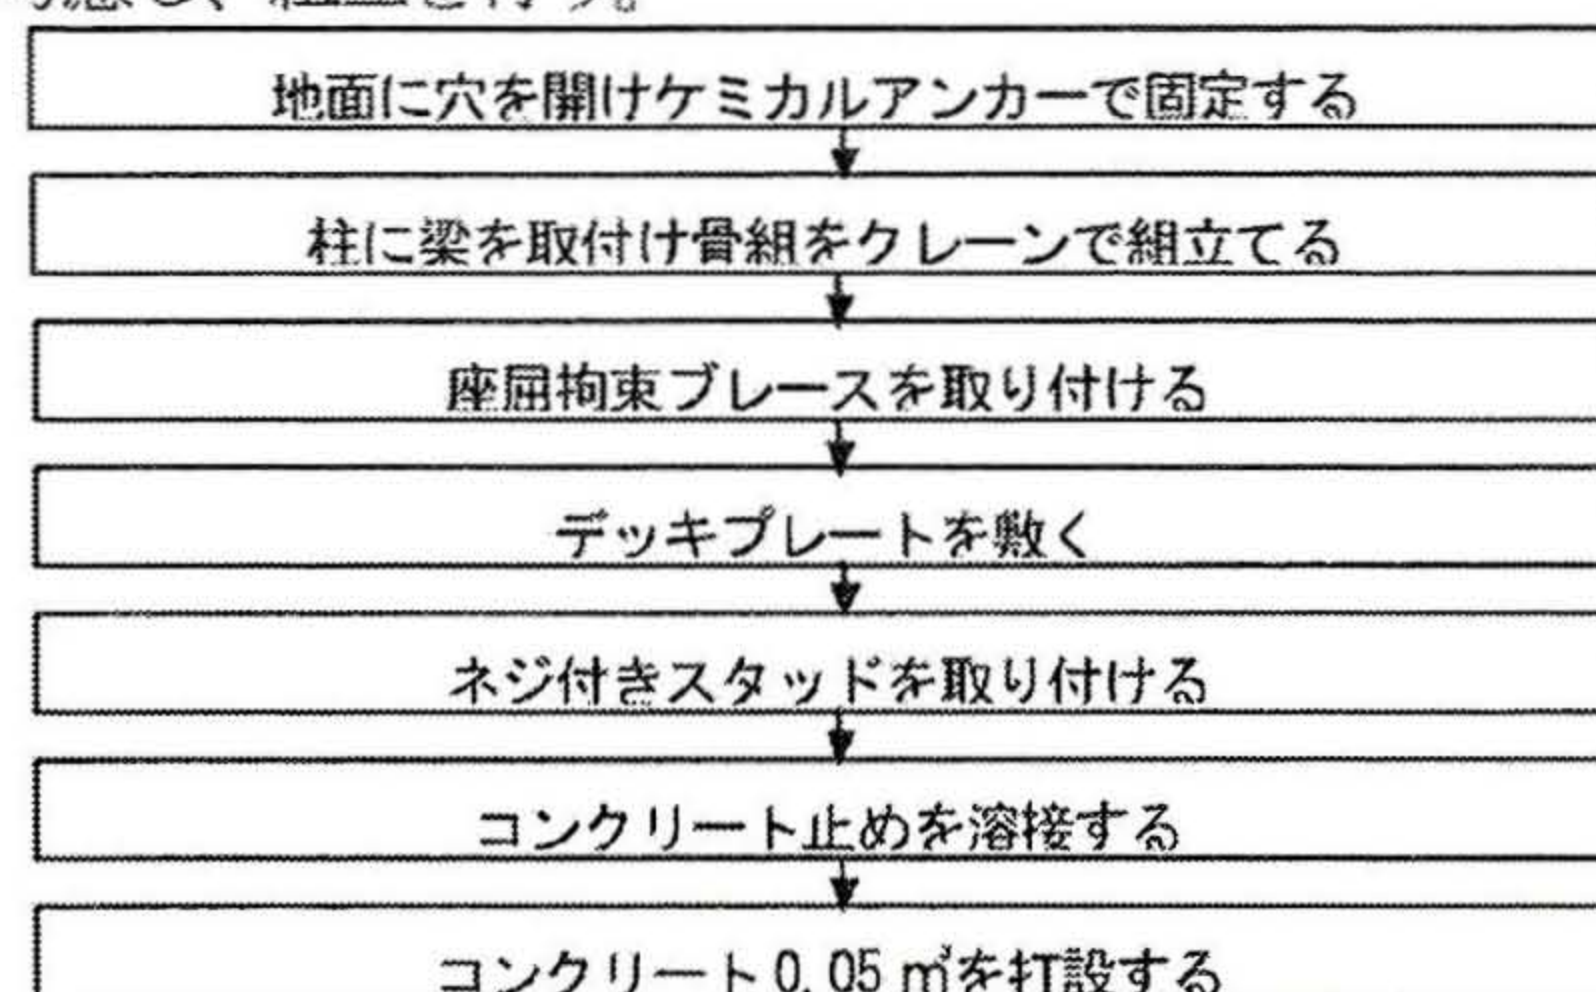 地面に穴を開けケミカルアンカーで固定する
柱に梁を取付け骨組をクレーンで組立てる
座屈拘束ブレースを取り付ける
デッキプレートを敷く
ネジ付きスタッドを取り付ける
コンクリート止めを溶接する
コンクリート0.05㎥を打設する